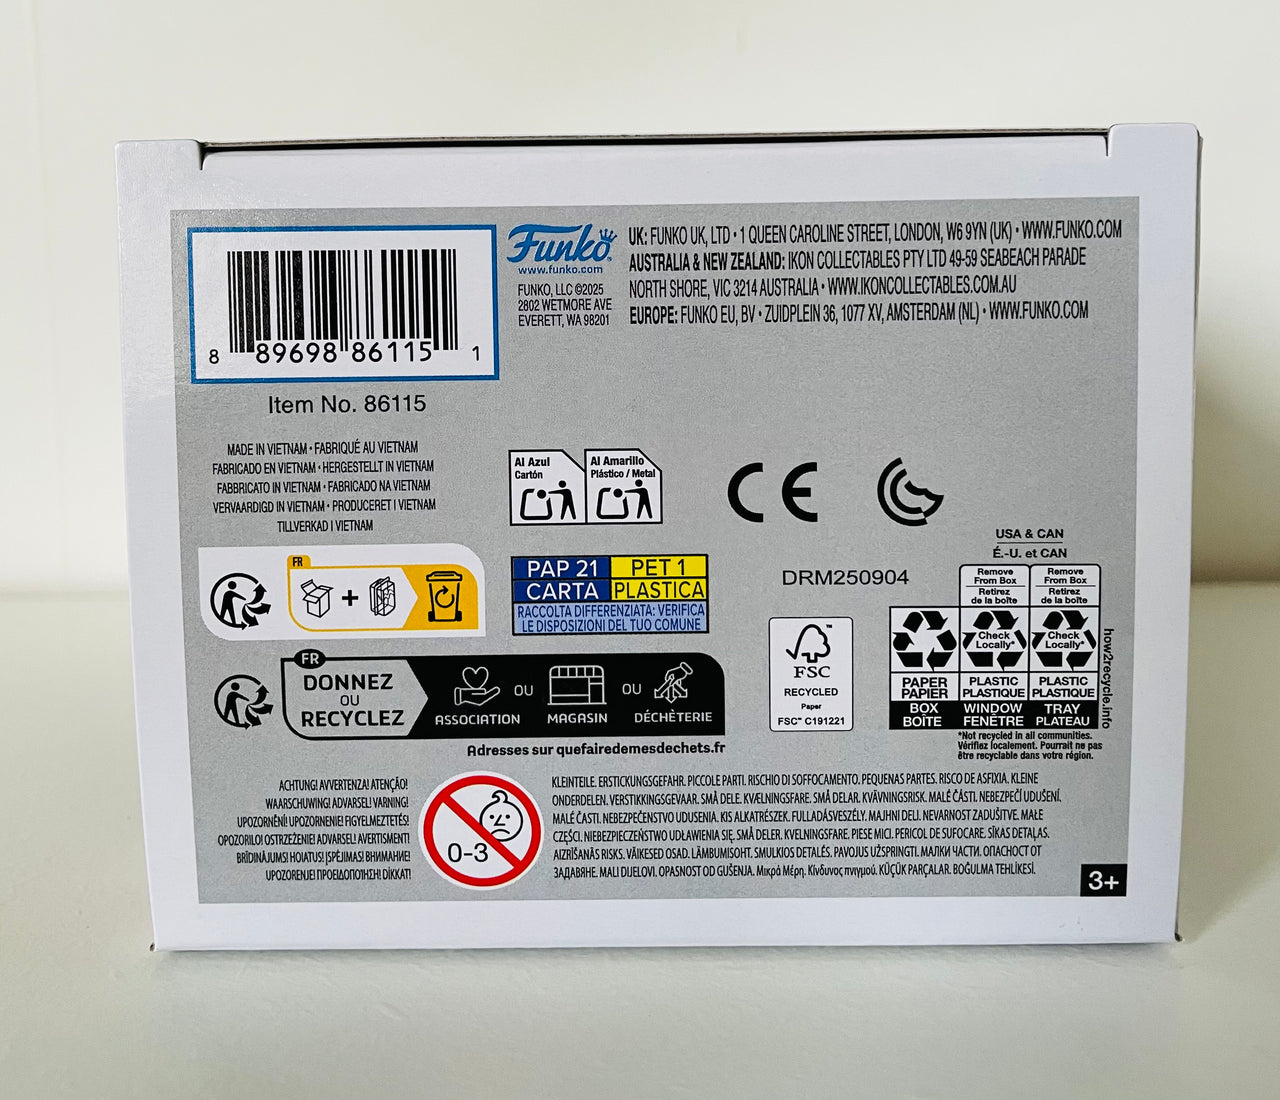 8 89698 86115 1
Item No. 86115
Funko
www.funko.com
FUNKO, LLC ©2025
2802 WETMORE AVE
EVERETT, WA 98201
UK: FUNKO UK, LTD • 1 QUEEN CAROLINE STREET, LONDON, W6 9YN (UK) • WWW.FUNKO.COM
AUSTRALIA & NEW ZEALAND: IKON COLLECTABLES PTY LTD 49-59 SEABEACH PARADE
NORTH SHORE, VIC 3214 AUSTRALIA • WWW.IKONCOLLECTABLES.COM.AU
EUROPE: FUNKO EU, BV • ZUIDPLEIN 36, 1077 XV, AMSTERDAM (NL) • WWW.FUNKO.COM
MADE IN VIETNAM • FABRIQUÉ AU VIETNAM
FABRICADO EN VIETNAM • HERGESTELLT IN VIETNAM
FABBRICATO IN VIETNAM • FABRICADO NA VIETNAM
VERVAARDIGD IN VIETNAM • PRODUCERET I VIETNAM
TILLVERKAD I VIETNAM
Al Azul
Cartón
Al Amarillo
Plástico / Metal
CE
FR
+
PAP 21
CARTA
PET 1
PLASTICA
RACCOLTA DIFFERENZIATA: VERIFICA
LE DISPOSIZIONI DEL TUO COMUNE
DRM250904
FSC
RECYCLED
Paper
FSC™ C191221
USA & CAN
É.-U. et CAN
PAPER
PAPIER
BOX
BOÎTE
Remove
From Box
Retirez
de la boîte
Check
Locally*
PLASTIC
PLASTIQUE
WINDOW
FENÊTRE
Remove
From Box
Retirez
de la boîte
Check
Locally*
PLASTIC
PLASTIQUE
TRAY
PLATEAU
how2recycle.info
*Not recycled in all communities.
Vérifiez localement. Pourrait ne pas
être recyclable dans votre région.
FR
DONNEZ
OU
RECYCLEZ
ASSOCIATION
OU
MAGASIN
OU
DÉCHÈTERIE
Adresses sur quefairedemesdechets.fr
ACHTUNG! AVVERTENZA! ATENÇÃO!
WAARSCHUWING! ADVARSEL! VARNING!
UPOZORNĚNÍ! UPOZORNENIE! FIGYELMEZTETÉS!
OPOZORILO! OSTRZEŻENIE! ADVARSEL! AVERTISMENT!
BRĪDINĀJUMS! HOIATUS! ĮSPĖJIMAS! ВНИМАНИЕ!
UPOZORENJE! ΠΡΟΕΙΔΟΠΟΙΗΣΗ! DİKKAT!
0-3
KLEINTEILE. ERSTICKUNGSGEFAHR. PICCOLE PARTI. RISCHIO DI SOFFOCAMENTO. PEQUENAS PARTES. RISCO DE ASFIXIA. KLEINE
ONDERDELEN. VERSTIKKINGSGEVAAR. SMÅ DELE. KVÆLNINGSFARE. SMÅ DELAR. KVÄVNINGSRISK. MALÉ ČÁSTI. NEBEZPEČÍ UDUŠENÍ.
MALÉ ČASTI. NEBEZPEČENSTVO UDUSENIA. KIS ALKATRÉSZEK. FULLADÁSVESZÉLY. MAJHNI DELI. NEVARNOST ZADUŠITVE. MAŁE
CZĘŚCI. NIEBEZPIECZEŃSTWO UDŁAWIENIA SIĘ. SMÅ DELER. KVELNINGSFARE. PIESE MICI. PERICOL DE SUFOCARE. SĪKAS DETAĻAS.
AIZRĪŠANĀS RISKS. VÄIKESED OSAD. LÄMBUMISOHT. SMULKIOS DETALĖS. PAVOJUS UŽSPRINGTI. МАЛКИ ЧАСТИ. ОПАСНОСТ ОТ
ЗАДАВЯНЕ. MALI DIJELOVI. OPASNOST OD GUŠENJA. Μικρά Μέρη. Κίνδυνος πνιγμού. KÜÇÜK PARÇALAR. BOĞULMA TEHLİKESİ.
3+